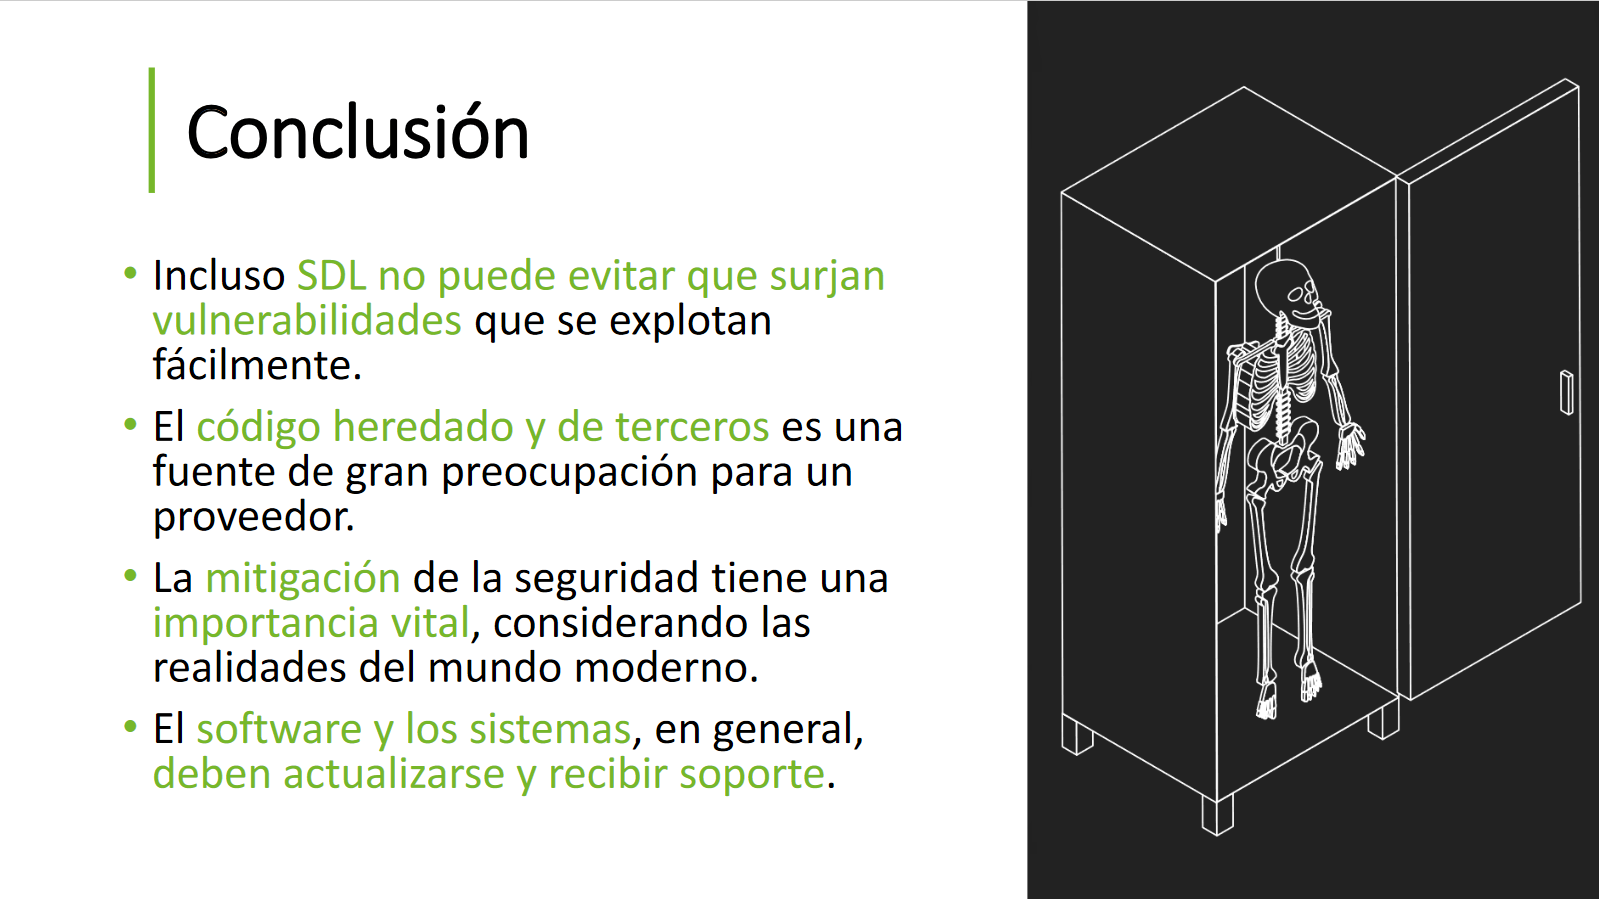 Conclusión
• Incluso SDL no puede evitar que surjan
vulnerabilidades que se explotan
fácilmente.
• El código heredado y de terceros es una
fuente de gran preocupación para un
proveedor.
• La mitigación de la seguridad tiene una
importancia vital, considerando las
realidades del mundo moderno.
• El software y los sistemas, en general,
deben actualizarse y recibir soporte.